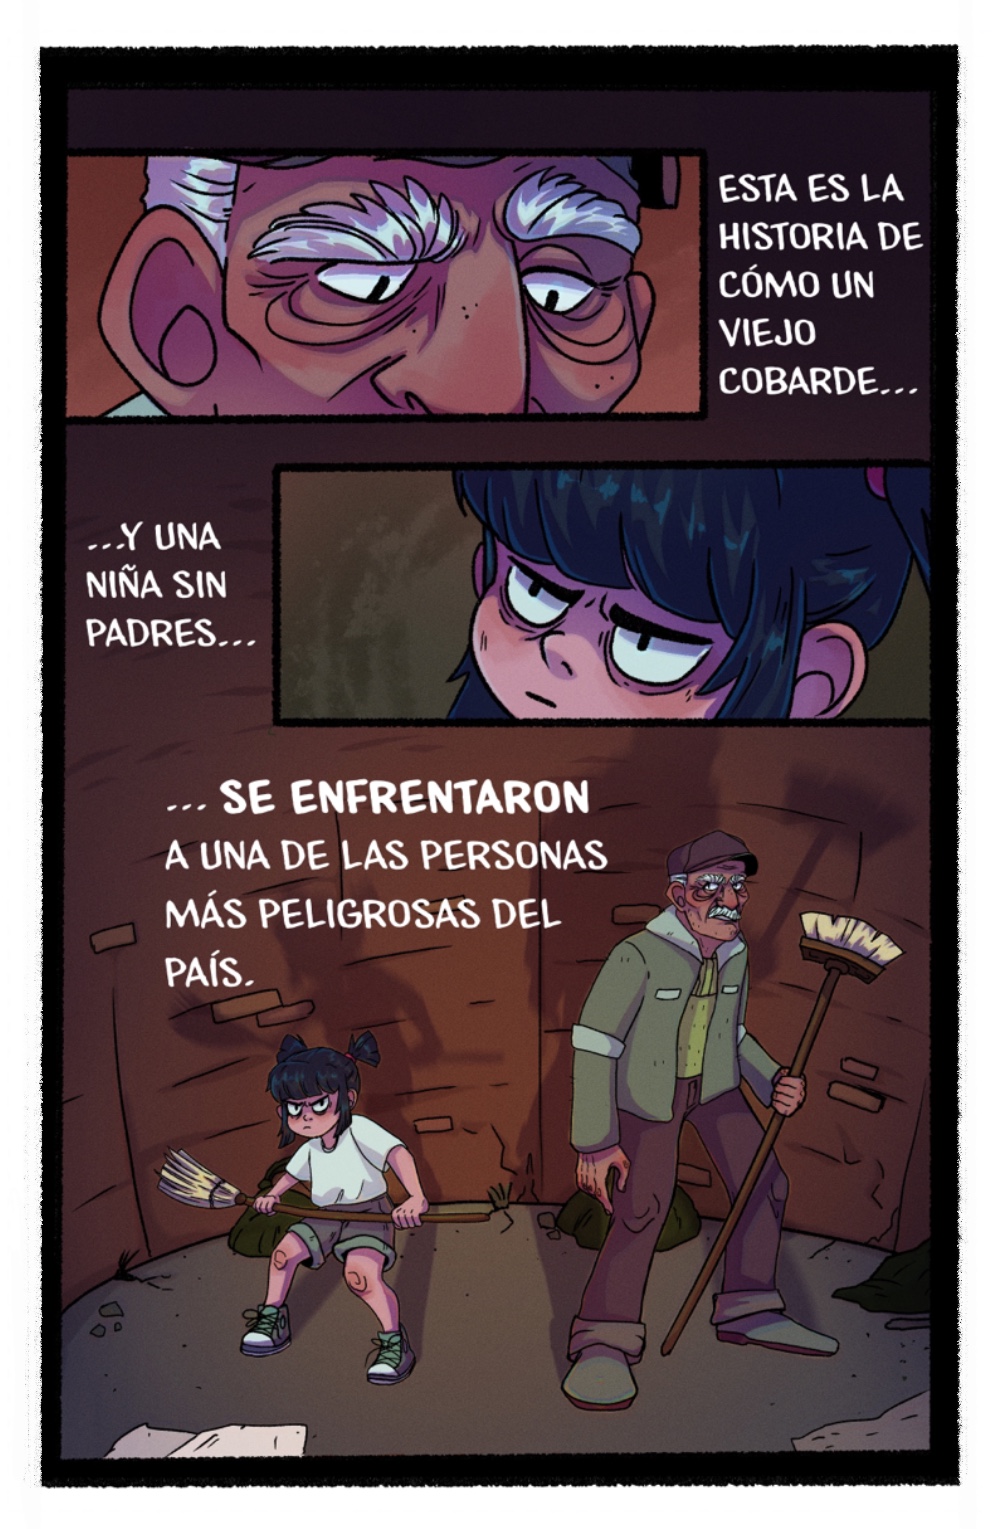 ESTA ES LA
HISTORIA DE
CÓMO UN
VIEJO
COBARDE...
...Y UNA
NIÑA SIN
PADRES...
... SE ENFRENTARON
A UNA DE LAS PERSONAS
MÁS PELIGROSAS DEL
PAÍS.